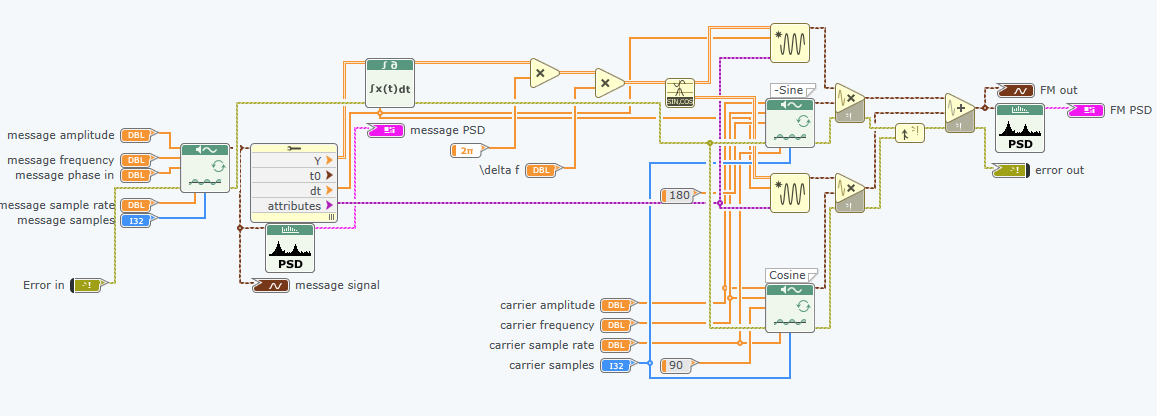 -Sine
∫x(t)dt
SIN,COS
FM out
FM PSD
PSD
message amplitude DBL
message PSD
2π
message frequency DBL
Y
message phase in DBL
t0
\delta f DBL
error out
dt
180
message sample rate DBL
attributes
message samples I32
PSD
Cosine
Error in
message signal
carrier amplitude DBL
carrier frequency DBL
carrier sample rate DBL
carrier samples I32
90